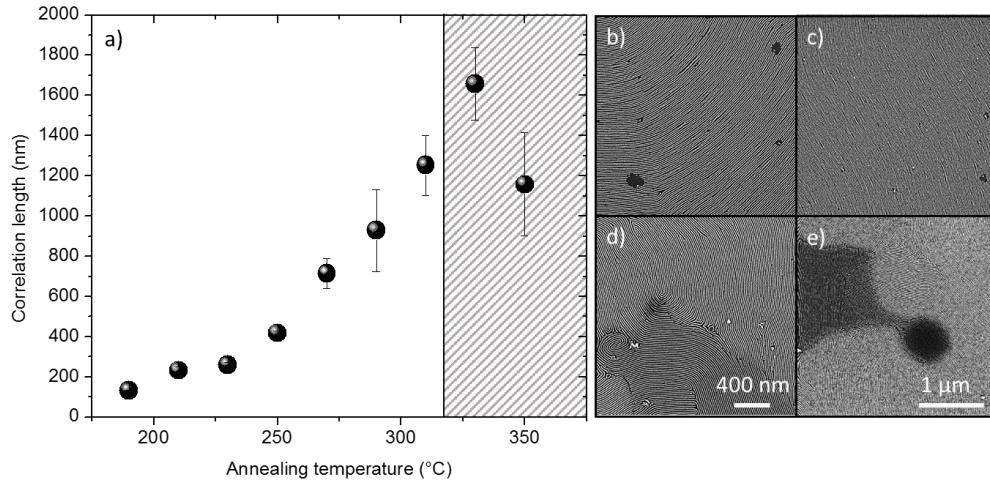 a)
Correlation length (nm)
2000
1800
1600
1400
1200
1000
800
600
400
200
0
200
250
300
350
Annealing temperature (°C)
b)
c)
d)
400 nm
e)
1 µm